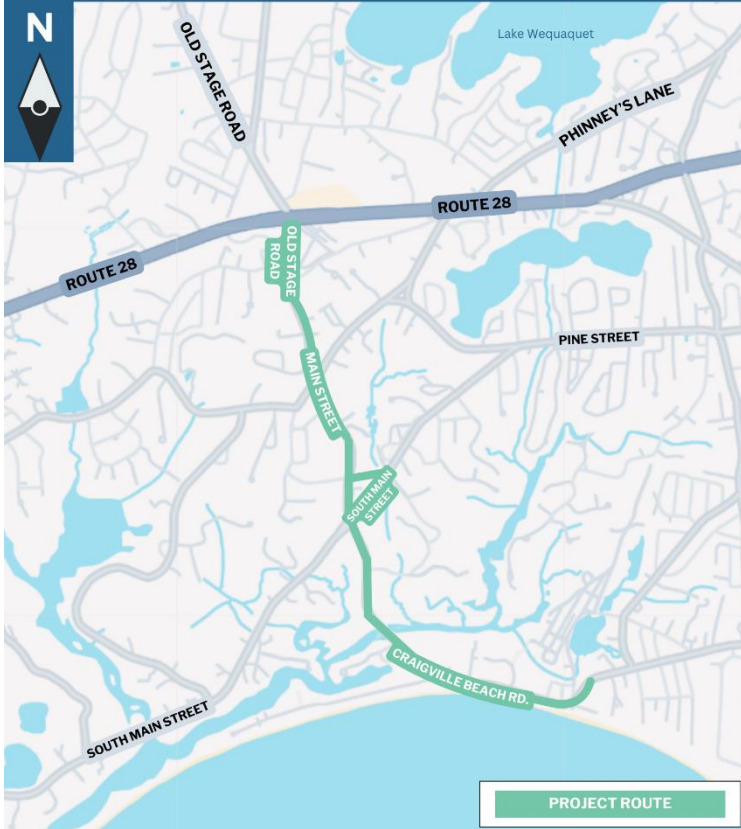 N
Lake Wequaquet
OLD STAGE ROAD
PHINNEY'S LANE
ROUTE 28
OLD STAGE
ROAD
ROUTE 28
PINE STREET
MAIN STREET
SOUTH MAIN
STREET
CRAIGVILLE BEACH RD.
SOUTH MAIN STREET
PROJECT ROUTE